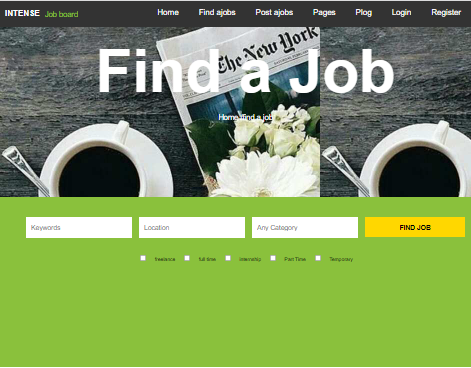 INTENSE Job board Home Find ajobs Post ajobs Pages Plog Login Register
The New York
Find a Job
Home find a job
Keywords Location Any Category FIND JOB
freelance full time Internship Part Time Temporary